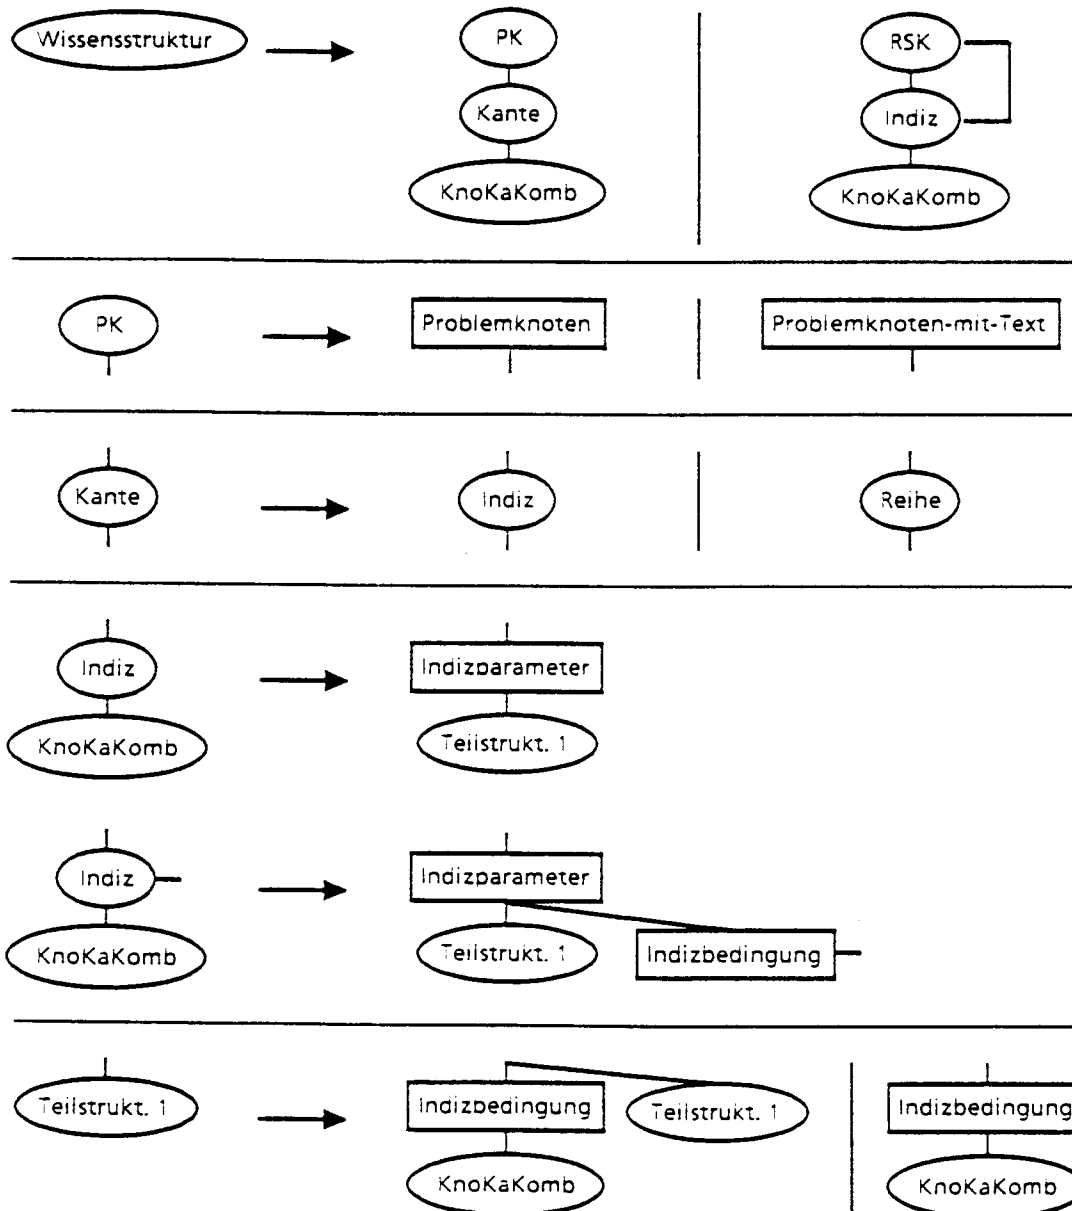 Wissensstruktur PK RSK
Kante Indiz
KnoKaKomb KnoKaKomb
PK Problemknoten Problemknoten-mit-Text
Kante Indiz Reihe
Indiz Indizparameter
KnoKaKomb Teilstrukt. 1
Indiz Indizparameter
KnoKaKomb Teilstrukt. 1 Indizbedingung
Teilstrukt. 1 Indizbedingung Teilstrukt. 1 Indizbedingung
KnoKaKomb KnoKaKomb